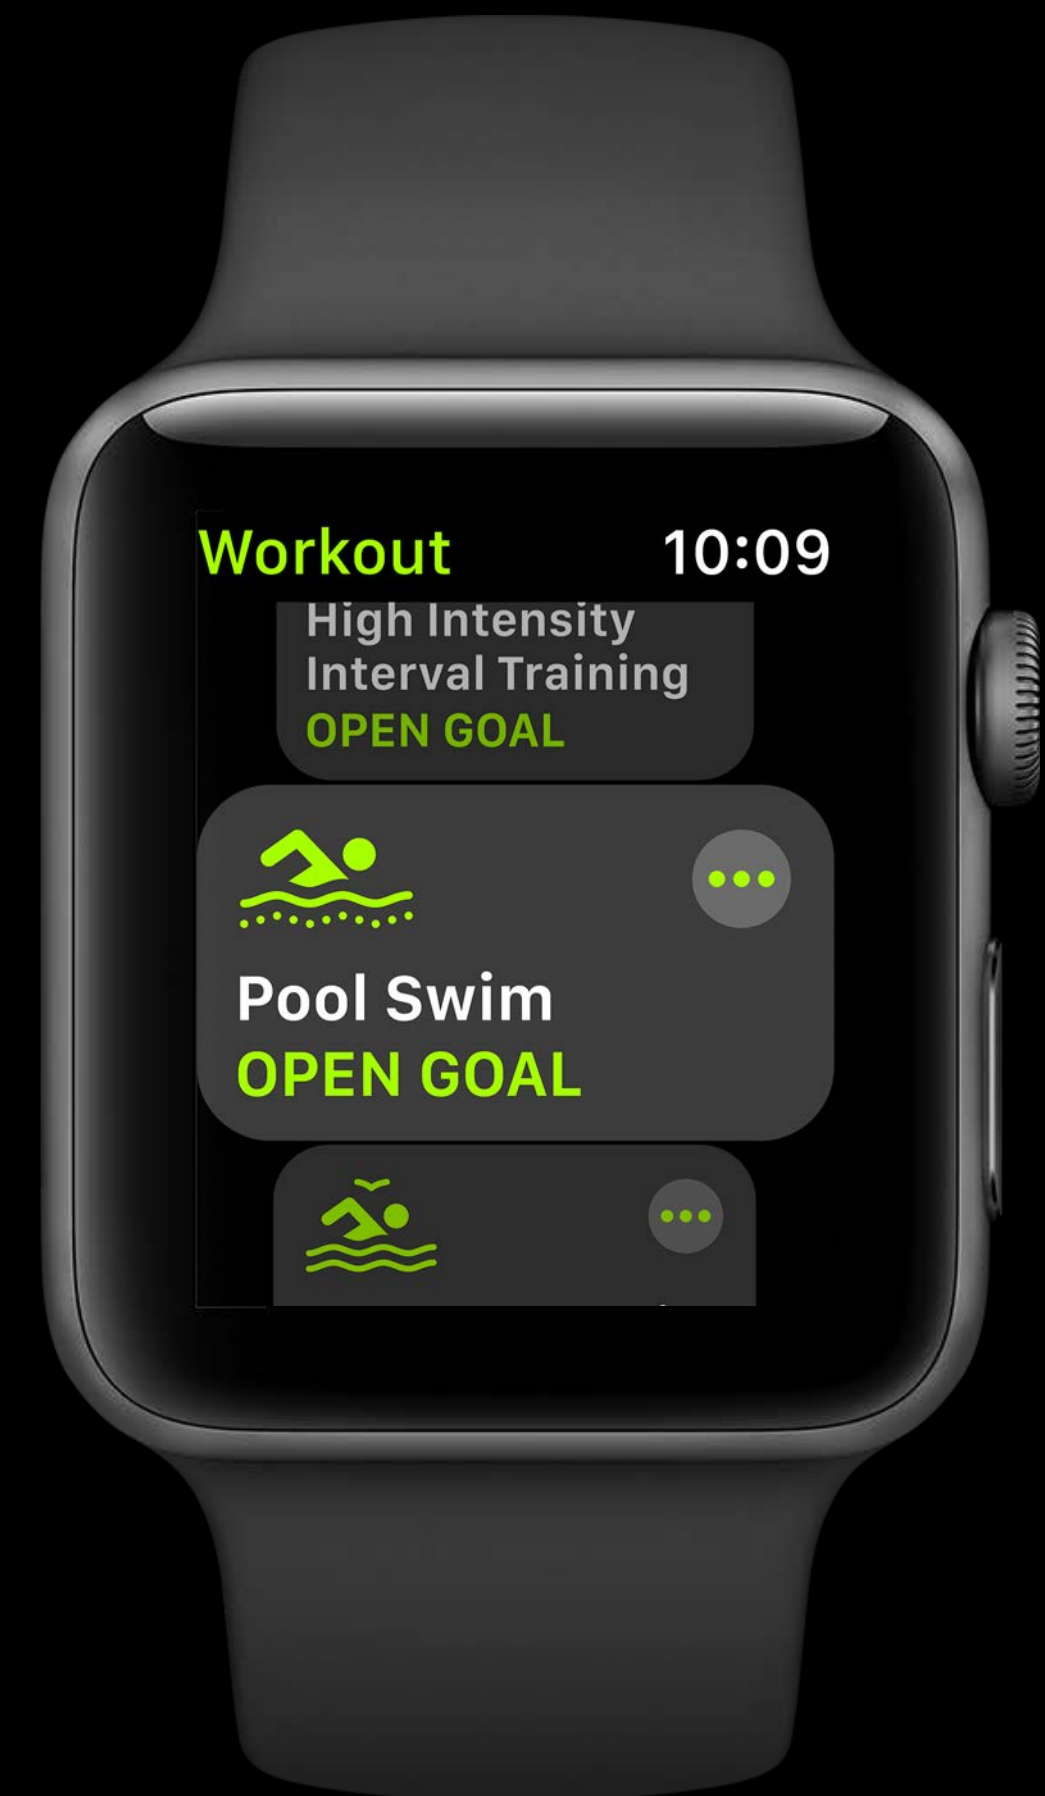 Workout
10:09
High Intensity
Interval Training
OPEN GOAL
Pool Swim
OPEN GOAL